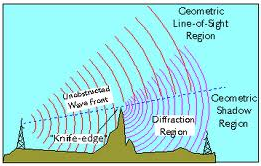 Geometric
Line-of-Sight
Region
Unobstructed
Wave Front
Geometric
Shadow
Region
"Knife-edge"
Diffraction
Region